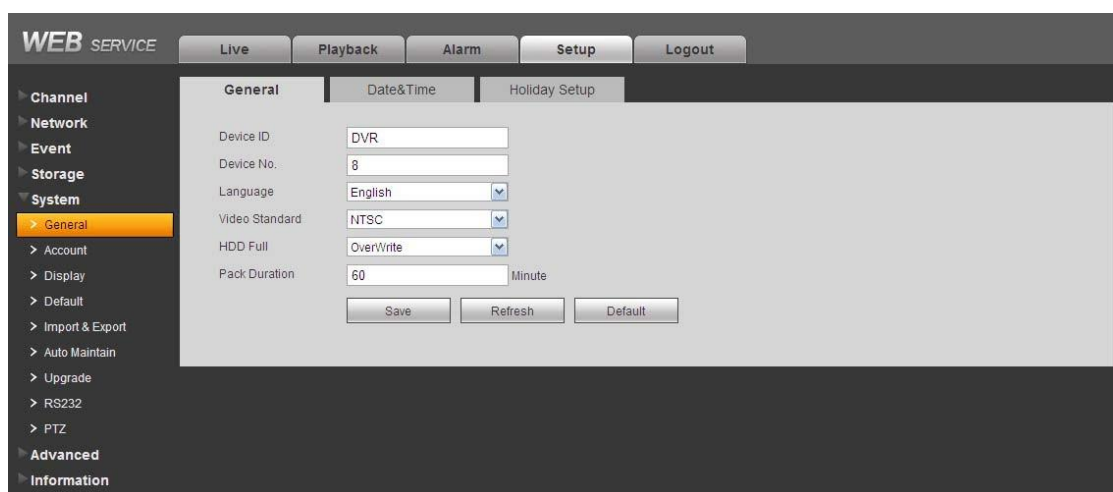 WEB SERVICE
Live Playback Alarm Setup Logout
Channel
Network
Event
Storage
System
> General
> Account
> Display
> Default
> Import & Export
> Auto Maintain
> Upgrade
> RS232
> PTZ
Advanced
Information
General Date&Time Holiday Setup
Device ID DVR
Device No. 8
Language English
Video Standard NTSC
HDD Full OverWrite
Pack Duration 60 Minute
Save Refresh Default